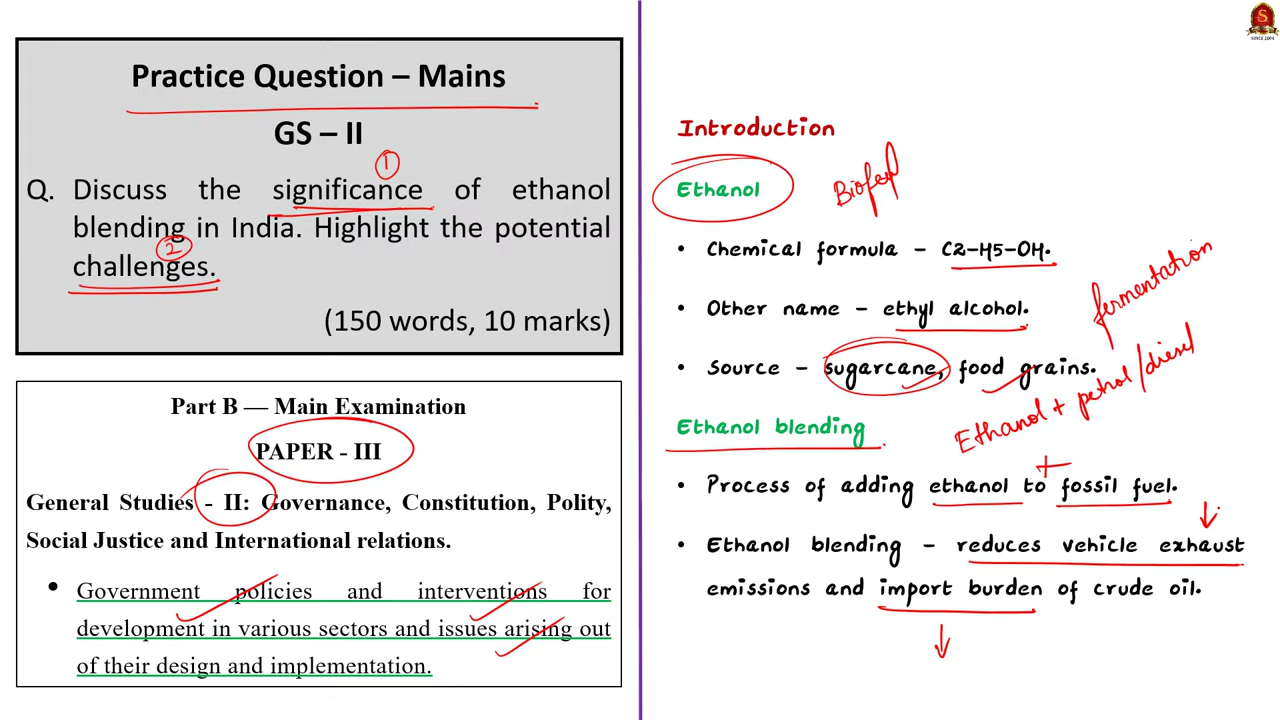 Practice Question – Mains
GS – II
1
Q. Discuss the significance of ethanol
blending in India. Highlight the potential
2
challenges.
(150 words, 10 marks)
Part B — Main Examination
PAPER - III
General Studies - II: Governance, Constitution, Polity,
Social Justice and International relations.
• Government policies and interventions for
development in various sectors and issues arising out
of their design and implementation.
S
SINCE 2004
Introduction
Ethanol
Biofuel
• Chemical formula – C2-H5-OH.
• Other name – ethyl alcohol.
fermentation
• Source – sugarcane, food grains.
Ethanol + petrol/diesel
Ethanol blending
+
• Process of adding ethanol to fossil fuel.
• Ethanol blending – reduces vehicle exhaust
emissions and import burden of crude oil.